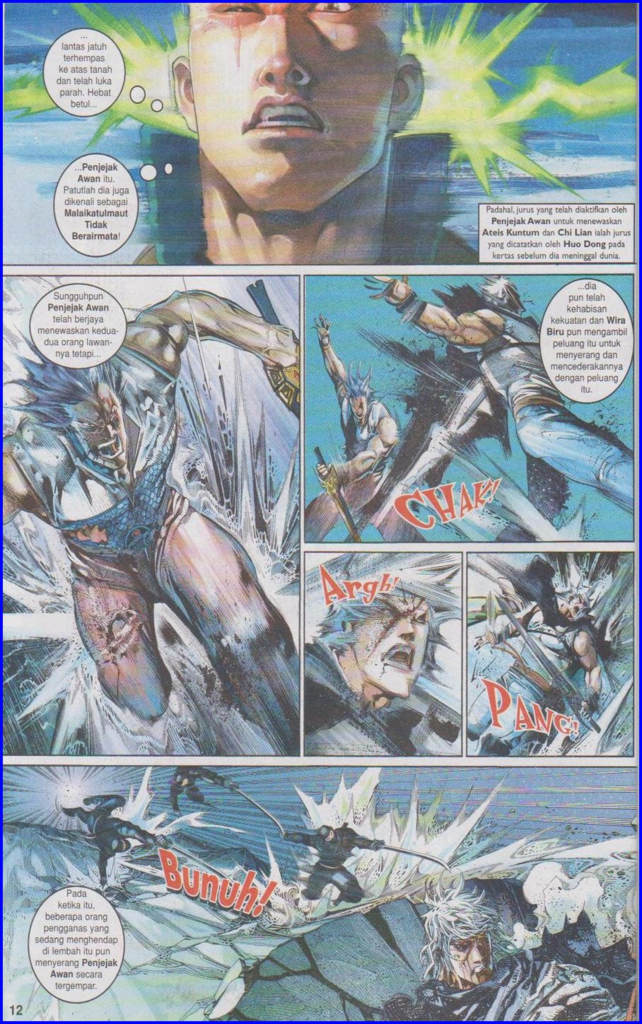 ...
lantas jatuh
terhempas
ke atas tanah
dan telah luka
parah. Hebat
betul...
...Penjejak
Awan itu.
Patutlah dia juga
dikenali sebagai
Malaikatulmaut
Tidak
Berairmata!
Padahal, jurus yang telah diaktifkan oleh
Penjejak Awan untuk menewaskan
Ateis Kuntum dan Chi Lian ialah jurus
yang dicatatkan oleh Huo Dong pada
kertas sebelum dia meninggal dunia.
Sungguhpun
Penjejak Awan
telah berjaya
menewaskan kedua-
dua orang lawan-
nya tetapi...
...dia
pun telah
kehabisan
kekuatan dan Wira
Biru pun mengambil
peluang itu untuk
menyerang dan
mencederakannya
dengan peluang
itu.
CHAK!
Argh!
PANG!
Bunuh!
Pada
ketika itu,
beberapa orang
pengganas yang
sedang menghendap
di lembah itu pun
menyerang Penjejak
Awan secara
tergempar.
12